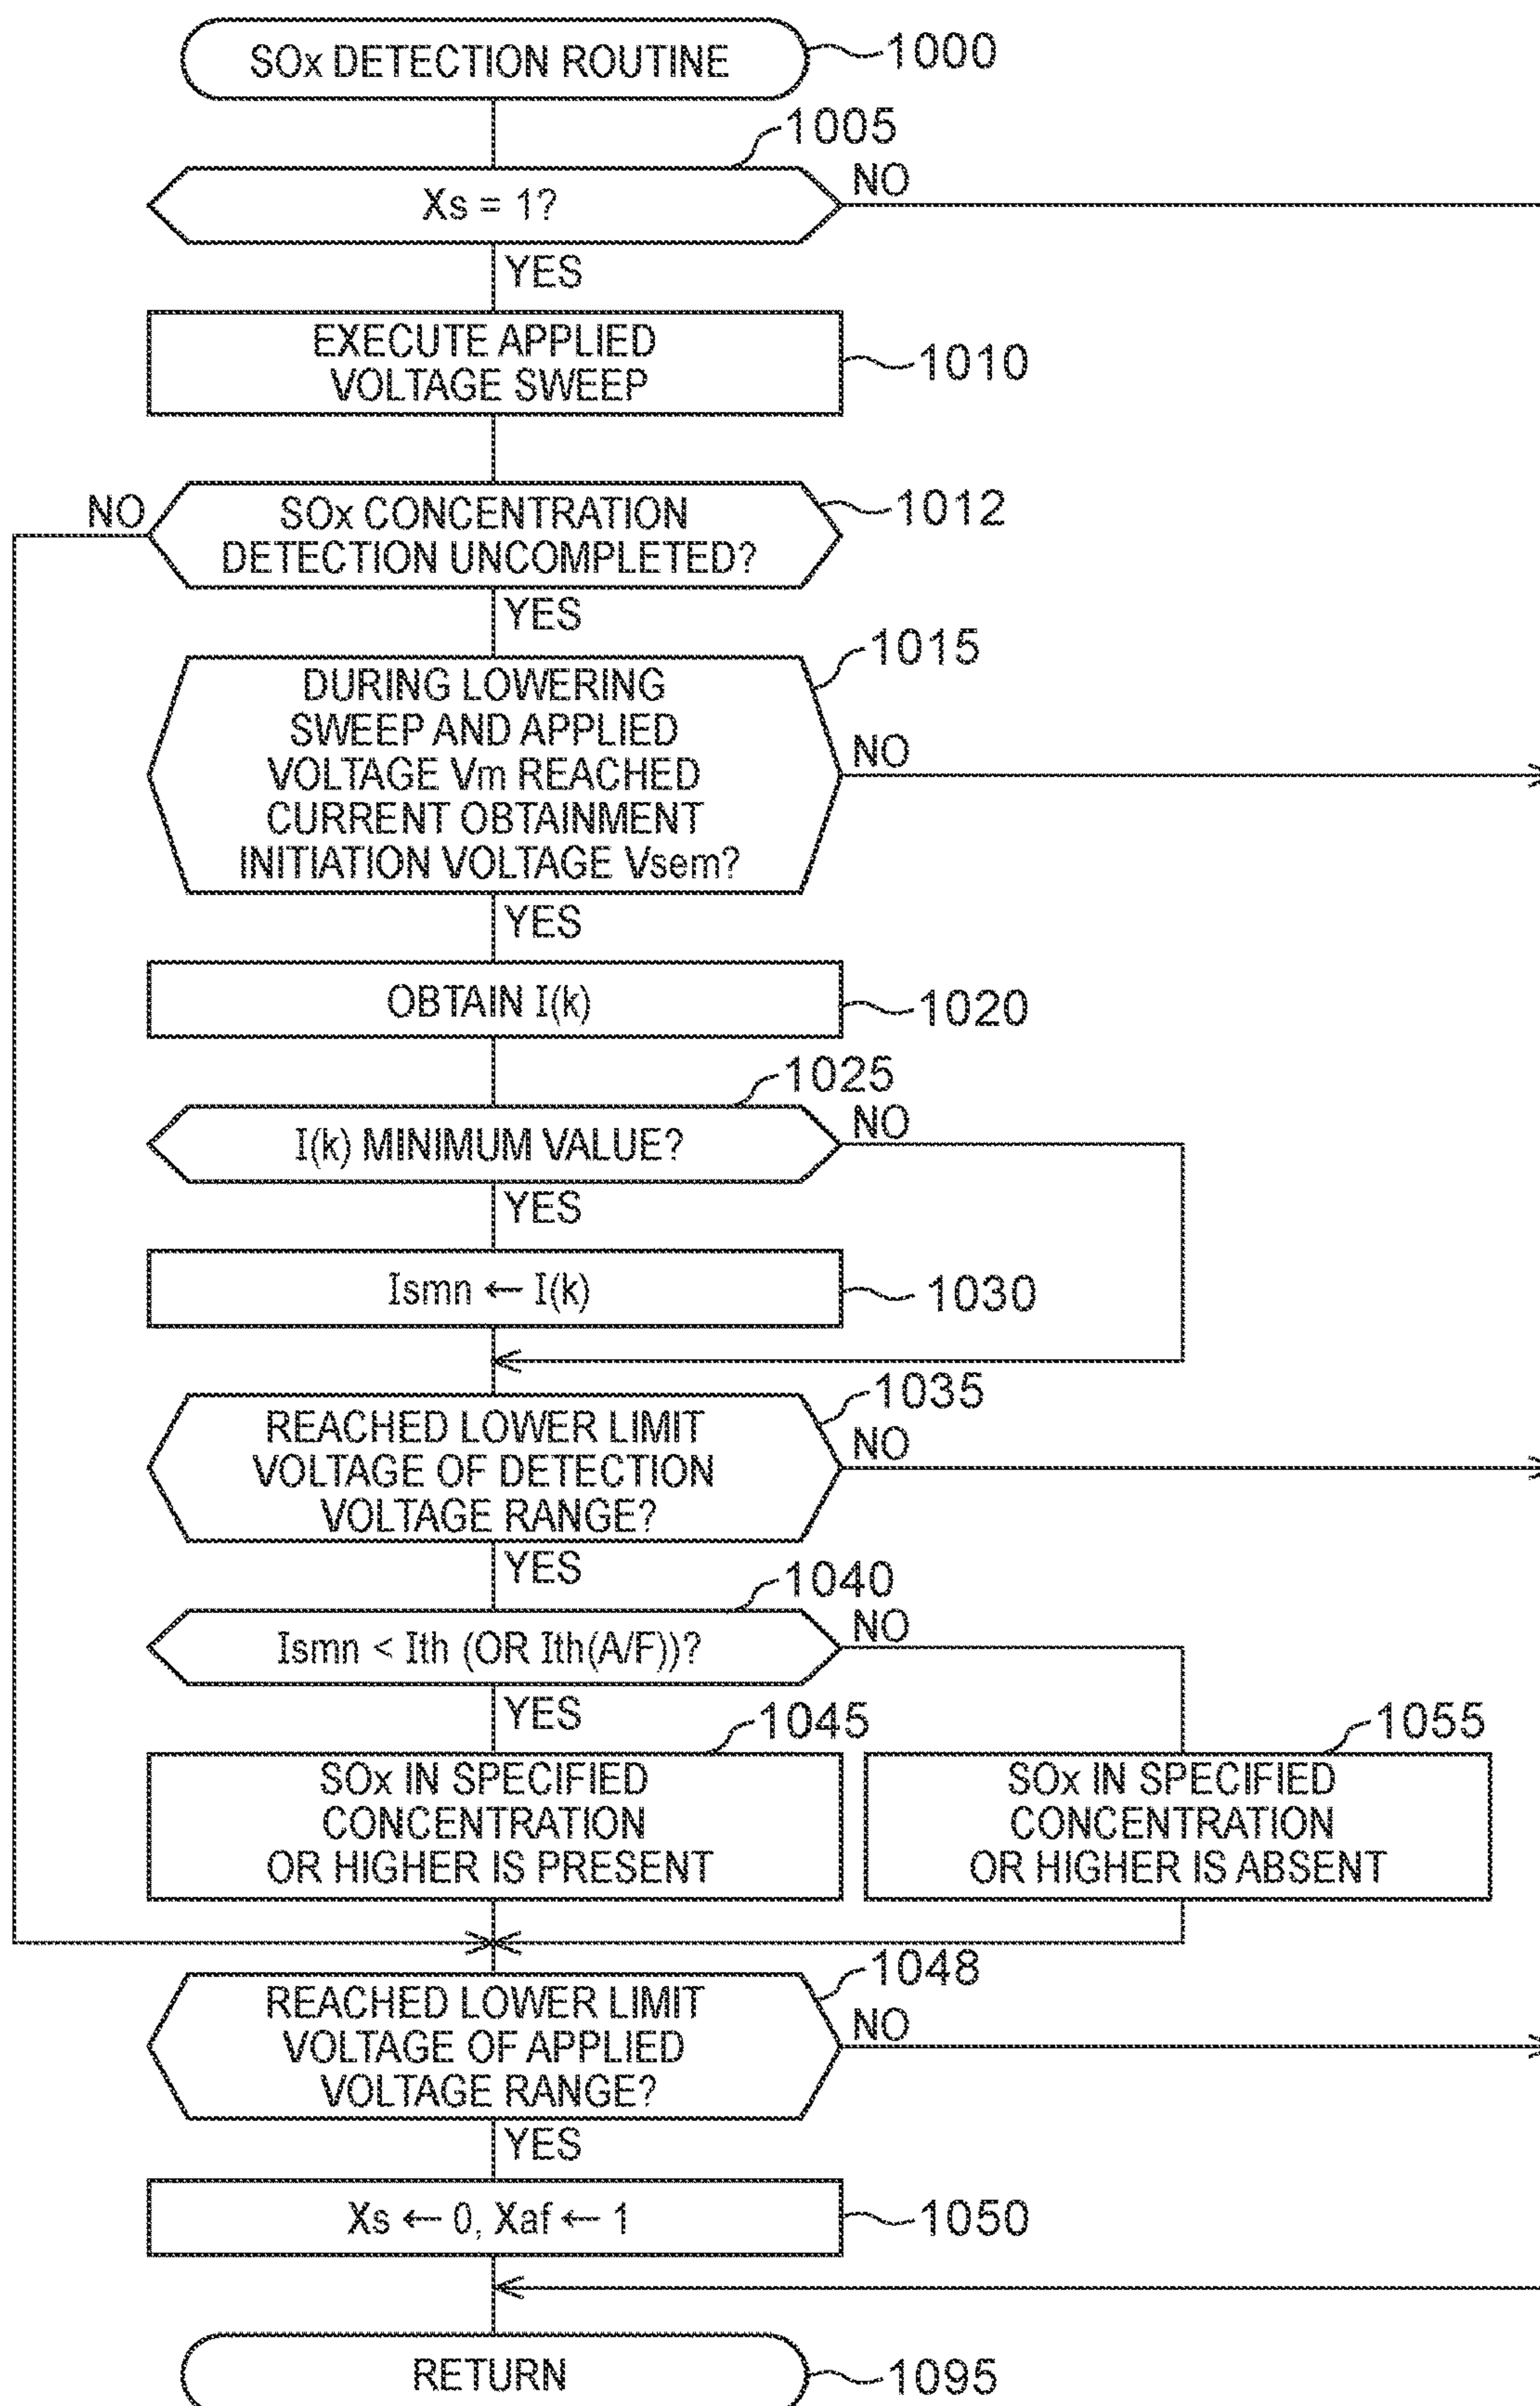 SOx DETECTION ROUTINE
1000
1005
Xs = 1?
NO
YES
EXECUTE APPLIED
VOLTAGE SWEEP
1010
NO
SOx CONCENTRATION
DETECTION UNCOMPLETED?
1012
YES
1015
DURING LOWERING
SWEEP AND APPLIED
VOLTAGE Vm REACHED
CURRENT OBTAINMENT
INITIATION VOLTAGE Vsem?
NO
YES
OBTAIN I(k)
1020
1025
I(k) MINIMUM VALUE?
NO
YES
Ismn ← I(k)
1030
1035
REACHED LOWER LIMIT
VOLTAGE OF DETECTION
VOLTAGE RANGE?
NO
YES
1040
Ismn < Ith (OR Ith(A/F))?
NO
YES
1045
SOx IN SPECIFIED
CONCENTRATION
OR HIGHER IS PRESENT
1055
SOx IN SPECIFIED
CONCENTRATION
OR HIGHER IS ABSENT
1048
REACHED LOWER LIMIT
VOLTAGE OF APPLIED
VOLTAGE RANGE?
NO
YES
Xs ← 0, Xaf ← 1
1050
RETURN
1095